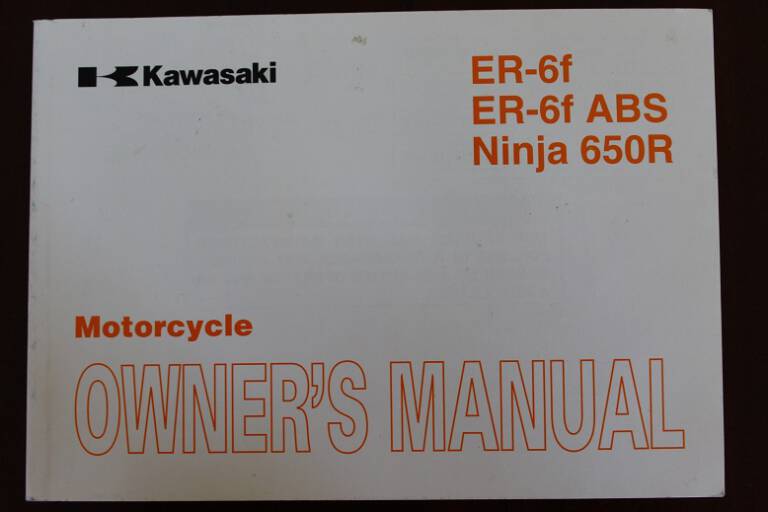 Kawasaki
ER-6f
ER-6f ABS
Ninja 650R
Motorcycle
OWNER'S MANUAL